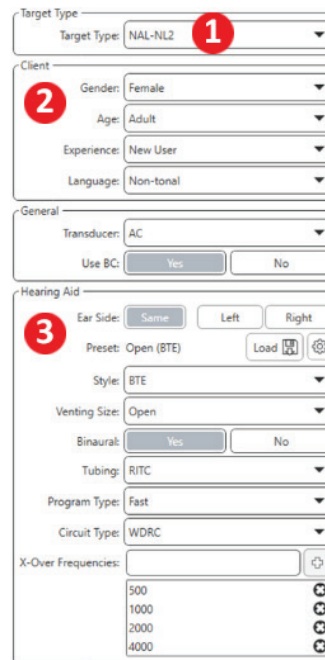 Target Type
Target Type: NAL-NL2 1
Client
2
Gender: Female
Age: Adult
Experience: New User
Language: Non-tonal
General
Transducer: AC
Use BC: Yes No
Hearing Aid
3
Ear Side: Same Left Right
Preset: Open (BTE) Load
Style: BTE
Venting Size: Open
Binaural: Yes No
Tubing: RITC
Program Type: Fast
Circuit Type: WDRC
X-Over Frequencies:
500
1000
2000
4000